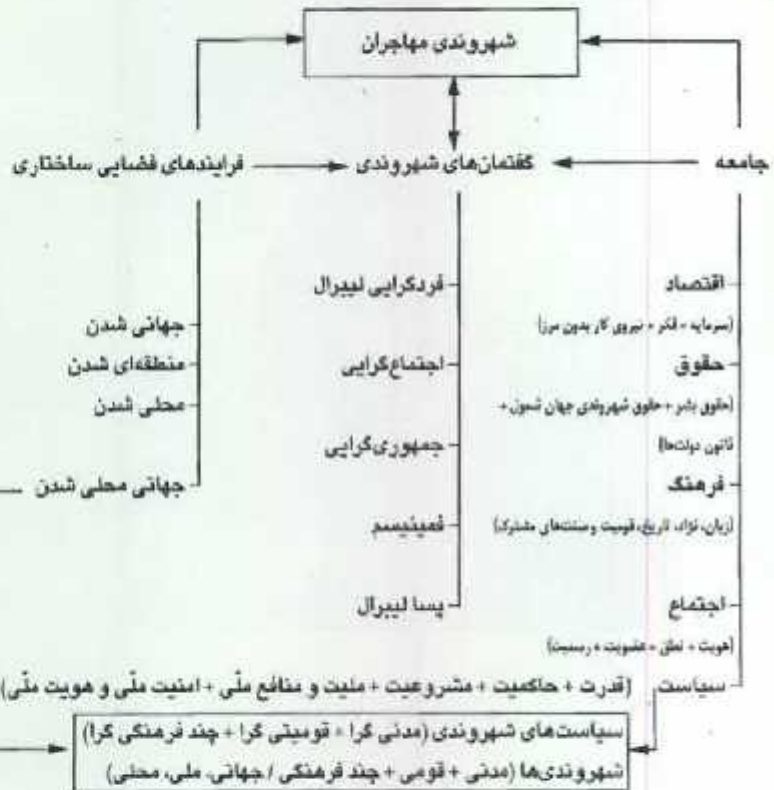 شهروندی مهاجران
جامعه
گفتمان‌های شهروندی
فرایندهای فضایی ساختاری
اقتصاد
(سرمایه + فکر + نیروی کار بدون مرز)
حقوق
(حقوق بشر + حقوق شهروندی جهان شمول +
قانون دولت‌ها)
فرهنگ
(زبان، نژاد، تاریخ، قومیت و سنت‌های مشترک)
اجتماع
(هویت + تعلق + عضویت + رسمیت)
سیاست (قدرت + حاکمیت + مشروعیت + ملیت و منافع ملّی + امنیت ملّی و هویت ملّی)
فردگرایی لیبرال
اجتماع‌گرایی
جمهوری‌گرایی
فمینیسم
پسا لیبرال
جهانی شدن
منطقه‌ای شدن
محلی شدن
جهانی محلی شدن
سیاست‌های شهروندی (مدنی گرا + قومیتی گرا + چند فرهنگی گرا)
شهروندی‌ها (مدنی + قومی + چند فرهنگی / جهانی، ملی، محلی)